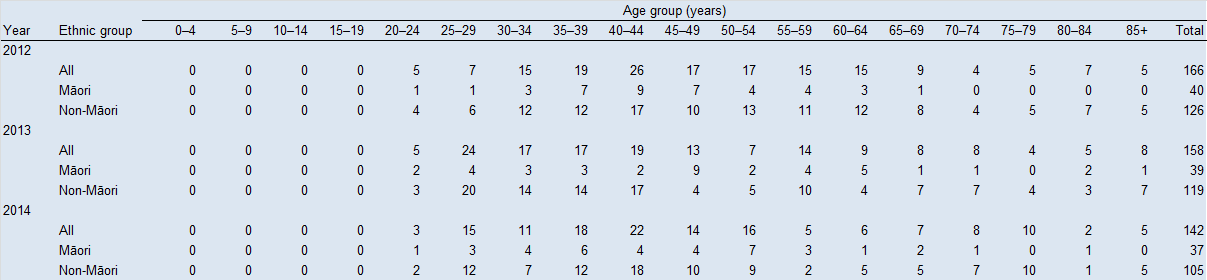 Age group (years)
Year Ethnic group 0–4 5–9 10–14 15–19 20–24 25–29 30–34 35–39 40–44 45–49 50–54 55–59 60–64 65–69 70–74 75–79 80–84 85+ Total
2012
All 0 0 0 0 5 7 15 19 26 17 17 15 15 9 4 5 7 5 166
Māori 0 0 0 0 1 1 3 7 9 7 4 4 3 1 0 0 0 0 40
Non-Māori 0 0 0 0 4 6 12 12 17 10 13 11 12 8 4 5 7 5 126
2013
All 0 0 0 0 5 24 17 17 19 13 7 14 9 8 8 4 5 8 158
Māori 0 0 0 0 2 4 3 3 2 9 2 4 5 1 1 0 2 1 39
Non-Māori 0 0 0 0 3 20 14 14 17 4 5 10 4 7 7 4 3 7 119
2014
All 0 0 0 0 3 15 11 18 22 14 16 5 6 7 8 10 2 5 142
Māori 0 0 0 0 1 3 4 6 4 4 7 3 1 2 1 0 1 0 37
Non-Māori 0 0 0 0 2 12 7 12 18 10 9 2 5 5 7 10 1 5 105